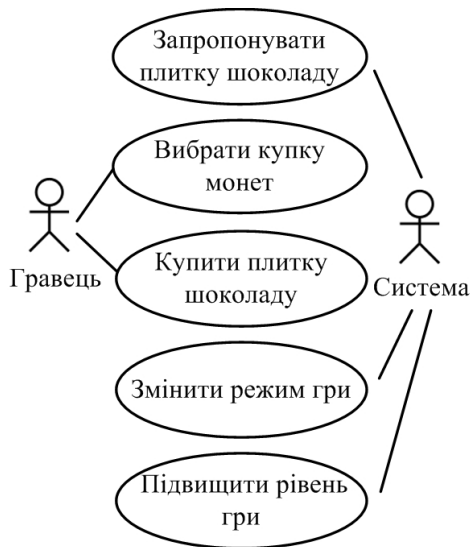 Запропонувати
плитку шоколаду
Вибрати купку
монет
Гравець
Купити плитку
шоколаду
Система
Змінити режим гри
Підвищити рівень
гри